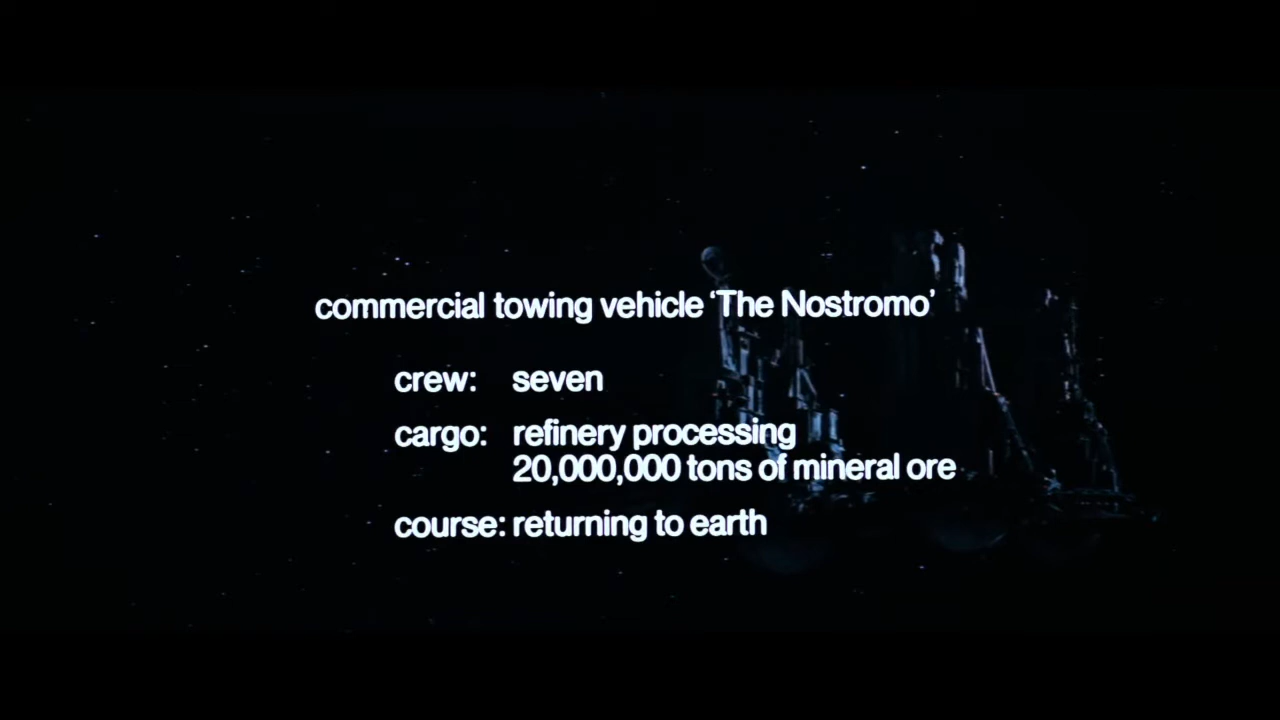 commercial towing vehicle ‘The Nostromo’
crew: seven
cargo: refinery processing
20,000,000 tons of mineral ore
course: returning to earth